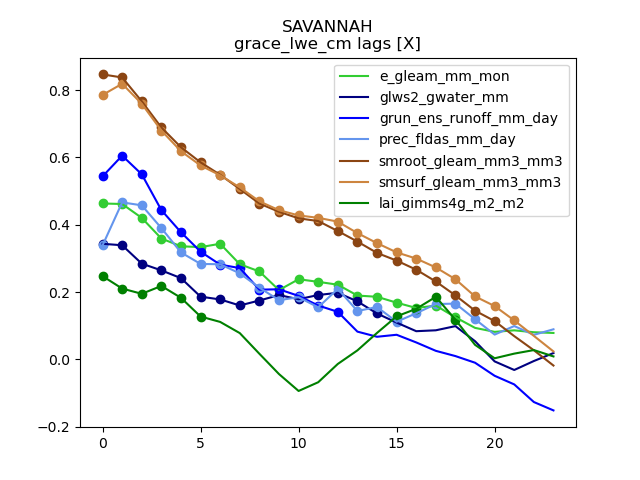 SAVANNAH
grace_lwe_cm lags [X]
e_gleam_mm_mon
glws2_gwater_mm
grun_ens_runoff_mm_day
prec_fldas_mm_day
smroot_gleam_mm3_mm3
smsurf_gleam_mm3_mm3
lai_gimms4g_m2_m2
0.8
0.6
0.4
0.2
0.0
−0.2
0 5 10 15 20